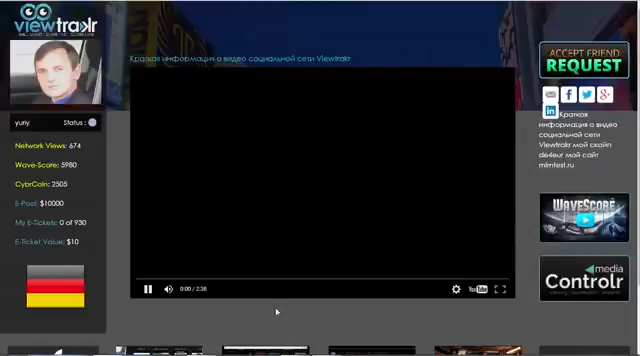 viewtrakr
Краткая информация о видео социальной сети Viewtrakr
ACCEPT FRIEND
REQUEST
yuriy
Status :
Network Views: 674
Wave-Score: 5980
CybrCoin: 2505
E-Pool: $10000
My E-Tickets: 0 of 930
E-Ticket Value: $10
0:00 / 2:38
YouTube
Краткая
информация о видео
социальной сети
Viewtrakr мой скайп
de4eur мой сайт
mlmtest.ru
WAVESCORE
media
Controlr